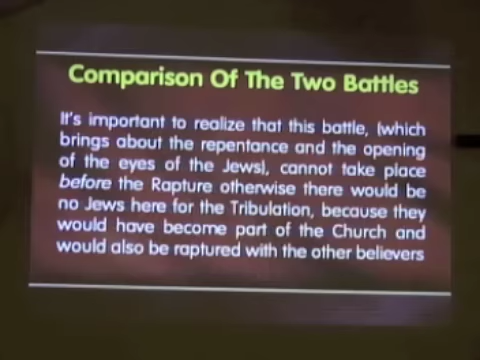 Comparison Of The Two Battles
It's important to realize that this battle, (which
brings about the repentance and the opening
of the eyes of the Jews), cannot take place
before the Rapture otherwise there would be
no Jews here for the Tribulation, because they
would have become part of the Church and
would also be raptured with the other believers